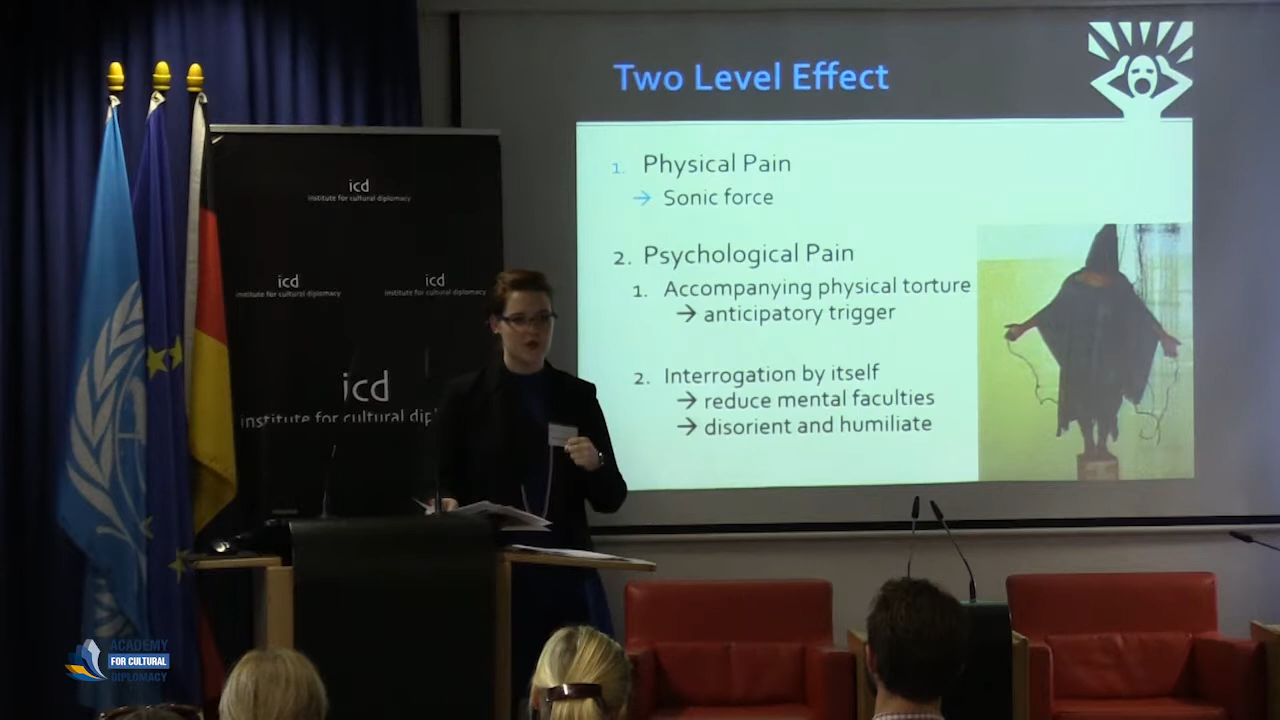 Two Level Effect
1. Physical Pain
→ Sonic force
2. Psychological Pain
1. Accompanying physical torture
→ anticipatory trigger
2. Interrogation by itself
→ reduce mental faculties
→ disorient and humiliate
icd
institute for cultural diplomacy
icd
institute for cultural diplomacy
icd
institute for cultural diplomacy
icd
institute for cultural dip
ACADEMY
FOR CULTURAL
DIPLOMACY